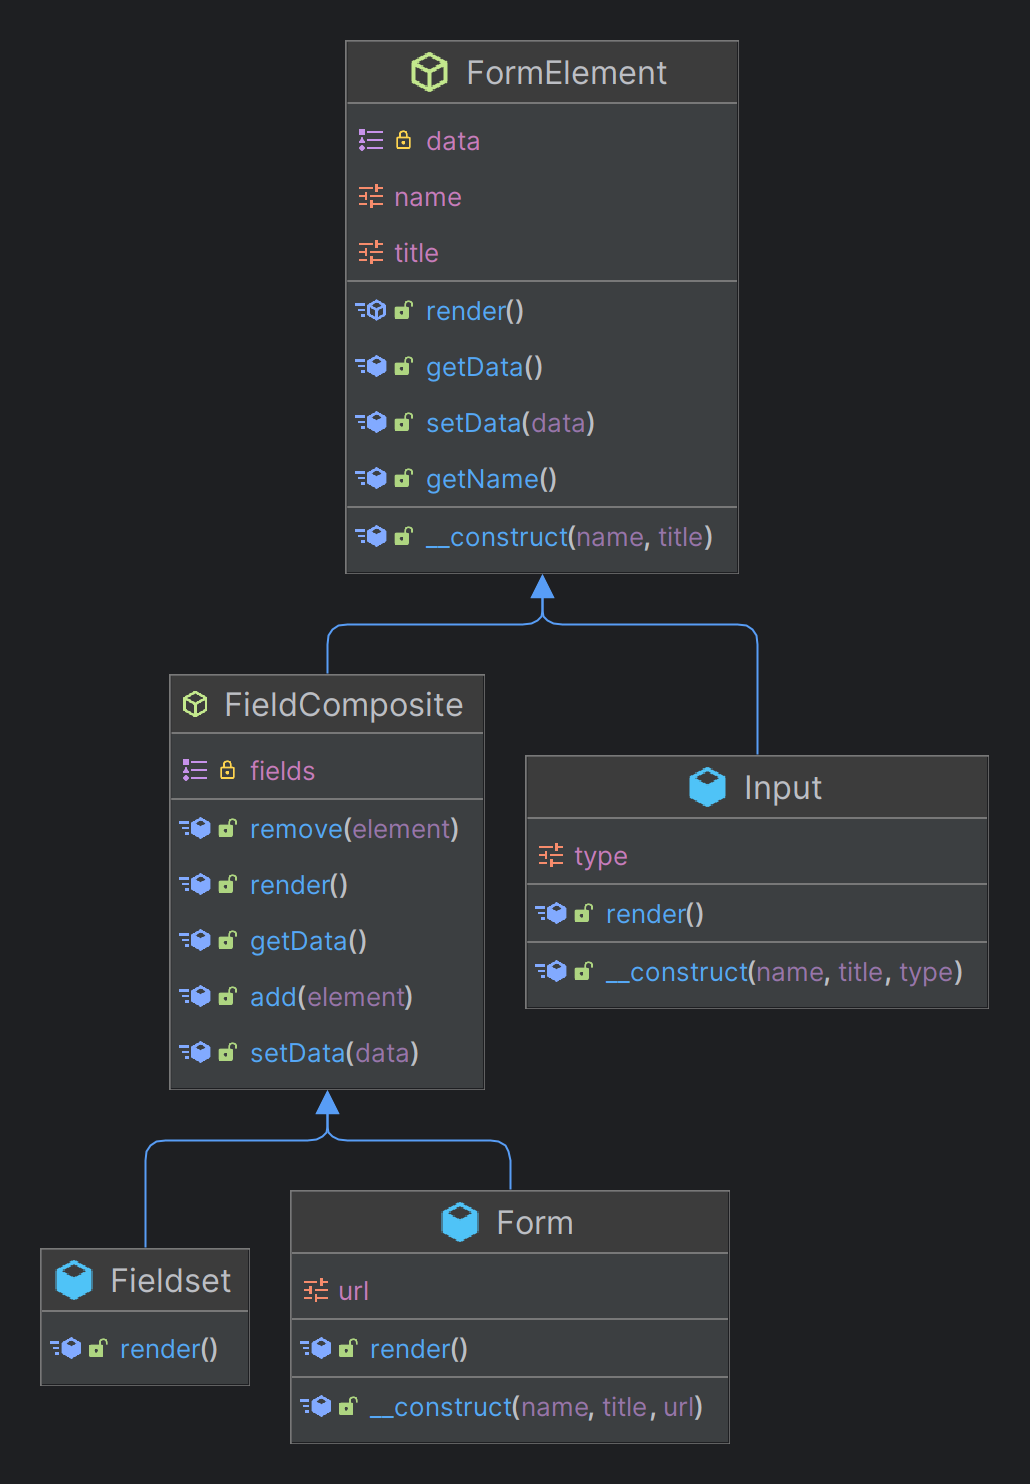 FormElement
data
name
title
render()
getData()
setData(data)
getName()
__construct(name, title)
FieldComposite
fields
remove(element)
render()
getData()
add(element)
setData(data)
Input
type
render()
__construct(name, title, type)
Fieldset
render()
Form
url
render()
__construct(name, title, url)